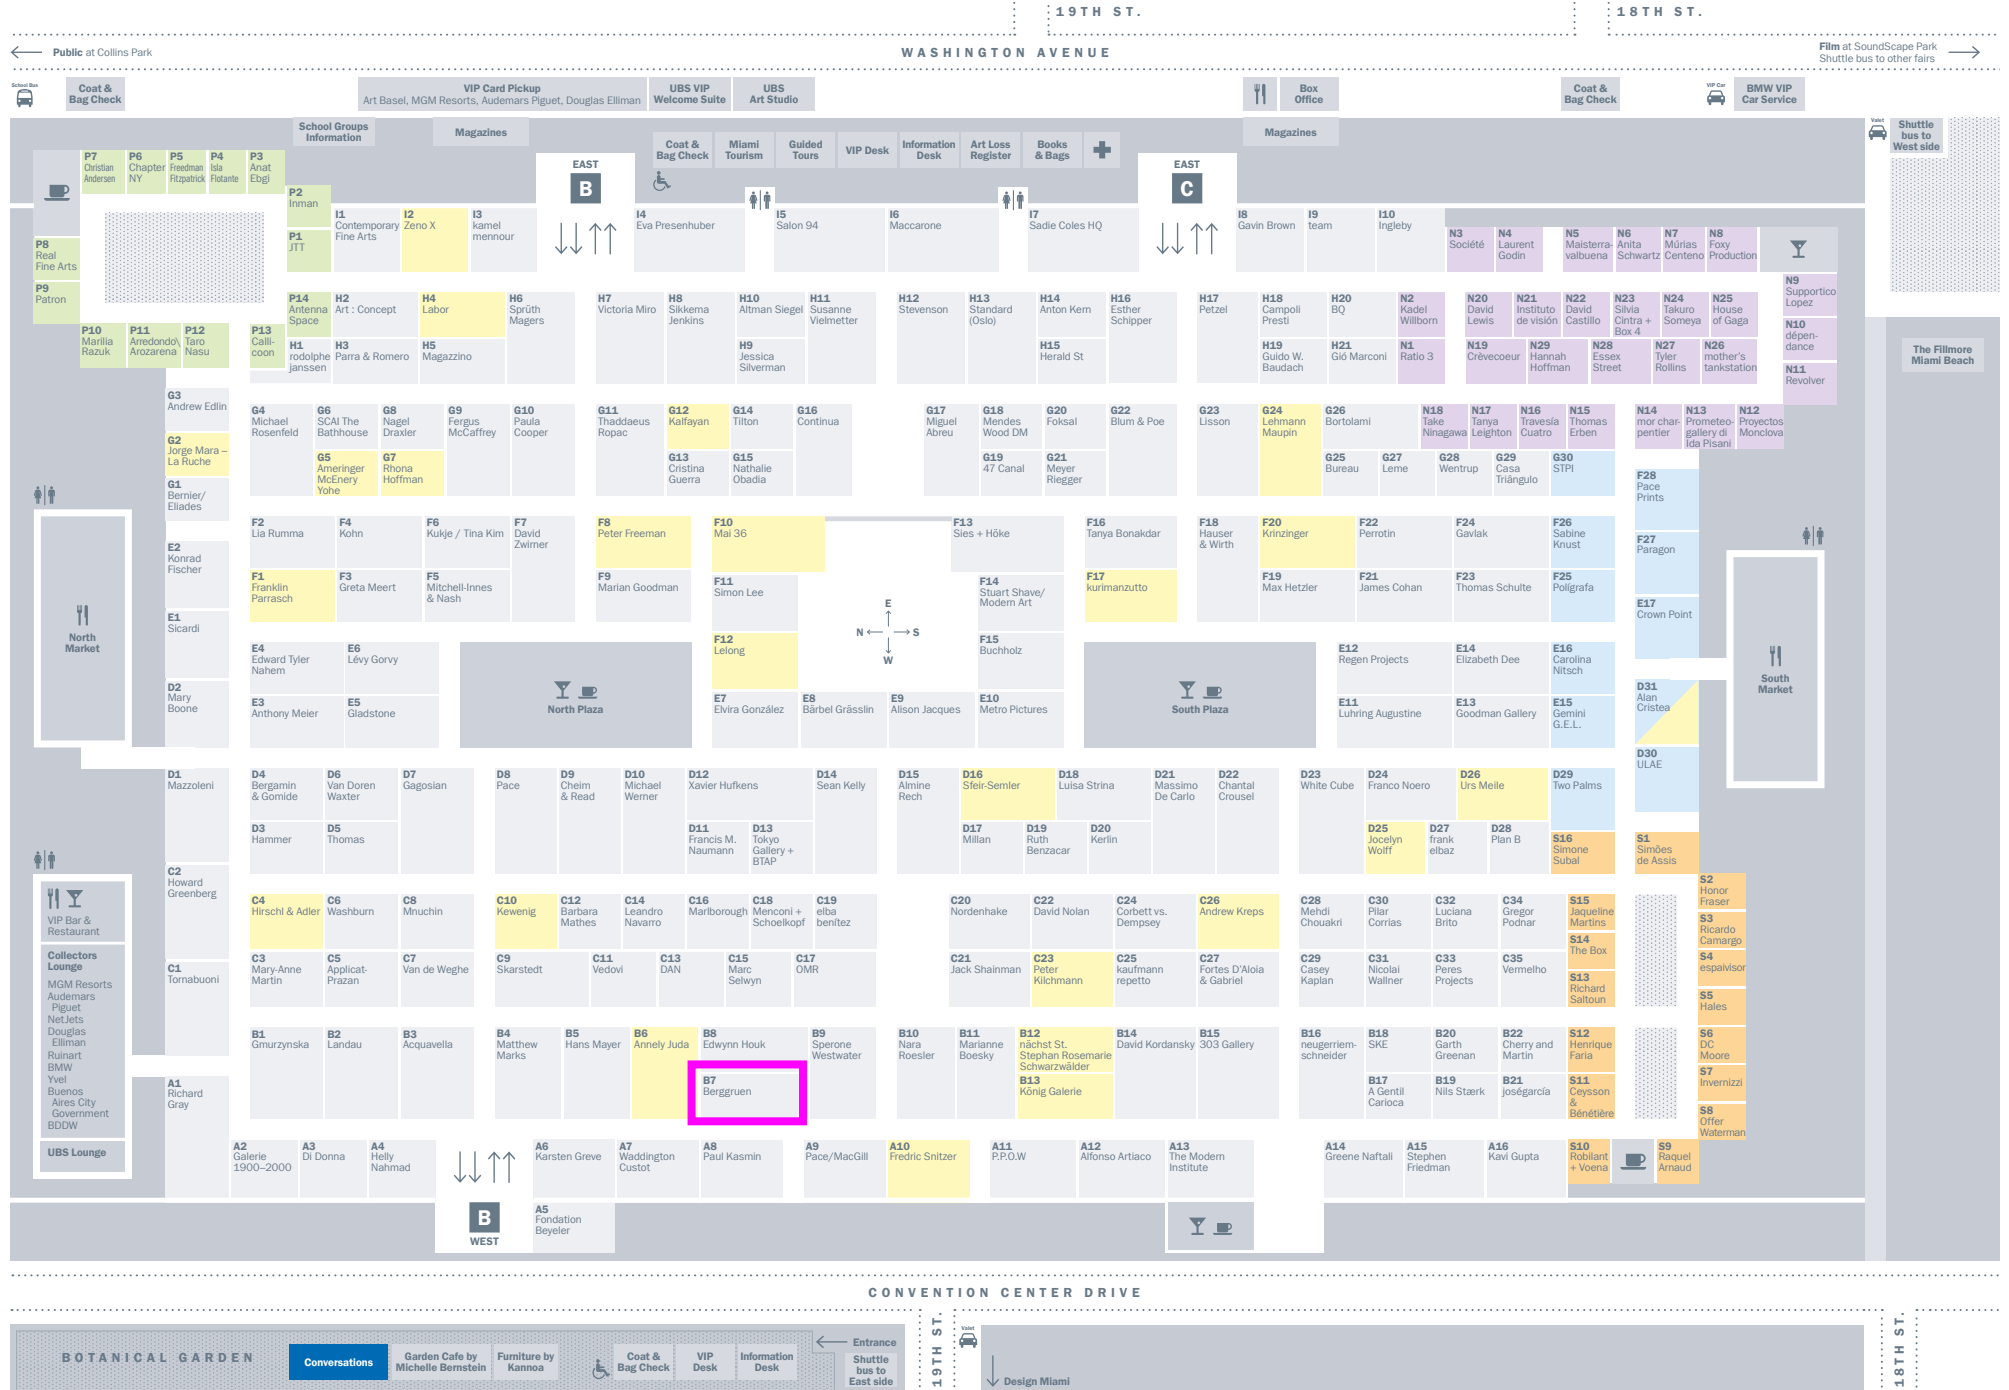 19TH ST.
18TH ST.
Public at Collins Park
WASHINGTON AVENUE
Film at SoundScape Park
Shuttle bus to other fairs
School Bus
Coat &
Bag Check
VIP Card Pickup
Art Basel, MGM Resorts, Audemars Piguet, Douglas Elliman
UBS VIP
Welcome Suite
UBS
Art Studio
Box
Office
Coat &
Bag Check
VIP Car
BMW VIP
Car Service
School Groups
Information
Magazines
Coat &
Bag Check
Miami
Tourism
Guided
Tours
VIP Desk
Information
Desk
Art Loss
Register
Books
& Bags
Magazines
Valet
Shuttle
bus to
West side
EAST
B
EAST
C
P7
Christian
Andersen
P6
Chapter
NY
P5
Freedman
Fitzpatrick
P4
Isla
Flotante
P3
Anat
Ebgi
P2
Inman
P1
JTT
P8
Real
Fine Arts
P9
Patron
P10
Marilia
Razuk
P11
Arredondo\
Arozarena
P12
Taro
Nasu
P13
Calli-
coon
P14
Antenna
Space
I1
Contemporary
Fine Arts
I2
Zeno X
I3
kamel
mennour
I4
Eva Presenhuber
I5
Salon 94
I6
Maccarone
I7
Sadie Coles HQ
I8
Gavin Brown
I9
team
I10
Ingleby
N3
Société
N4
Laurent
Godin
N5
Maisterra-
valbuena
N6
Anita
Schwartz
N7
Múrias
Centeno
N8
Foxy
Production
N9
Supportico
Lopez
N10
dépen-
dance
N11
Revolver
H2
Art : Concept
H4
Labor
H6
Sprüth
Magers
H1
rodolphe
janssen
H3
Parra & Romero
H5
Magazzino
H7
Victoria Miro
H8
Sikkema
Jenkins
H10
Altman Siegel
H11
Susanne
Vielmetter
H9
Jessica
Silverman
H12
Stevenson
H13
Standard
(Oslo)
H14
Anton Kern
H16
Esther
Schipper
H15
Herald St
H17
Petzel
H18
Campoli
Presti
H20
BQ
H19
Guido W.
Baudach
H21
Gió Marconi
N2
Kadel
Willborn
N1
Ratio 3
N20
David
Lewis
N21
Instituto
de visión
N22
David
Castillo
N23
Silvia
Cintra +
Box 4
N24
Takuro
Someya
N25
House
of Gaga
N19
Crèvecoeur
N29
Hannah
Hoffman
N28
Essex
Street
N27
Tyler
Rollins
N26
mother's
tankstation
The Fillmore
Miami Beach
G3
Andrew Edlin
G2
Jorge Mara –
La Ruche
G1
Bernier/
Eliades
G4
Michael
Rosenfeld
G6
SCAI The
Bathhouse
G8
Nagel
Draxler
G9
Fergus
McCaffrey
G10
Paula
Cooper
G5
Ameringer
McEnery
Yohe
G7
Rhona
Hoffman
G11
Thaddaeus
Ropac
G12
Kalfayan
G14
Tilton
G16
Continua
G13
Cristina
Guerra
G15
Nathalie
Obadia
G17
Miguel
Abreu
G18
Mendes
Wood DM
G20
Foksal
G22
Blum & Poe
G19
47 Canal
G21
Meyer
Riegger
G23
Lisson
G24
Lehmann
Maupin
G26
Bortolami
G25
Bureau
G27
Leme
G28
Wentrup
G29
Casa
Triângulo
G30
STPI
N18
Take
Ninagawa
N17
Tanya
Leighton
N16
Travesía
Cuatro
N15
Thomas
Erben
N14
mor char-
pentier
N13
Prometeo-
gallery di
Ida Pisani
N12
Proyectos
Monclova
E2
Konrad
Fischer
E1
Sicardi
F2
Lia Rumma
F4
Kohn
F6
Kukje / Tina Kim
F7
David
Zwirner
F1
Franklin
Parrasch
F3
Greta Meert
F5
Mitchell-Innes
& Nash
F8
Peter Freeman
F9
Marian Goodman
F10
Mai 36
F11
Simon Lee
F12
Lelong
F13
Sies + Höke
F14
Stuart Shave/
Modern Art
F15
Buchholz
N
E
S
W
F16
Tanya Bonakdar
F17
kurimanzutto
F18
Hauser
& Wirth
F20
Krinzinger
F22
Perrotin
F24
Gavlak
F19
Max Hetzler
F21
James Cohan
F23
Thomas Schulte
F26
Sabine
Knust
F25
Polígrafa
F28
Pace
Prints
F27
Paragon
E17
Crown Point
North
Market
South
Market
D2
Mary
Boone
E4
Edward Tyler
Nahem
E6
Lévy Gorvy
E3
Anthony Meier
E5
Gladstone
North Plaza
E7
Elvira González
E8
Bärbel Grässlin
E9
Alison Jacques
E10
Metro Pictures
South Plaza
E12
Regen Projects
E14
Elizabeth Dee
E11
Luhring Augustine
E13
Goodman Gallery
E16
Carolina
Nitsch
E15
Gemini
G.E.L.
D31
Alan
Cristea
D30
ULAE
D1
Mazzoleni
D4
Bergamin
& Gomide
D6
Van Doren
Waxter
D7
Gagosian
D3
Hammer
D5
Thomas
D8
Pace
D9
Cheim
& Read
D10
Michael
Werner
D12
Xavier Hufkens
D14
Sean Kelly
D11
Francis M.
Naumann
D13
Tokyo
Gallery +
BTAP
D15
Almine
Rech
D16
Sfeir-Semler
D18
Luisa Strina
D21
Massimo
De Carlo
D22
Chantal
Crousel
D17
Millan
D19
Ruth
Benzacar
D20
Kerlin
D23
White Cube
D24
Franco Noero
D26
Urs Meile
D25
Jocelyn
Wolff
D27
frank
elbaz
D28
Plan B
D29
Two Palms
S16
Simone
Subal
S1
Simões
de Assis
C2
Howard
Greenberg
C1
Tornabuoni
C4
Hirschl & Adler
C6
Washburn
C8
Mnuchin
C3
Mary-Anne
Martin
C5
Applicat-
Prazan
C7
Van de Weghe
C10
Kewenig
C12
Barbara
Mathes
C14
Leandro
Navarro
C16
Marlborough
C18
Menconi +
Schoelkopf
C19
elba
benítez
C9
Skarstedt
C11
Vedovi
C13
DAN
C15
Marc
Selwyn
C17
OMR
C20
Nordenhake
C22
David Nolan
C24
Corbett vs.
Dempsey
C26
Andrew Kreps
C21
Jack Shainman
C23
Peter
Kilchmann
C25
kaufmann
repetto
C27
Fortes D'Aloia
& Gabriel
C28
Mehdi
Chouakri
C30
Pilar
Corrias
C32
Luciana
Brito
C34
Gregor
Podnar
C29
Casey
Kaplan
C31
Nicolai
Wallner
C33
Peres
Projects
C35
Vermelho
S15
Jaqueline
Martins
S14
The Box
S13
Richard
Saltoun
S2
Honor
Fraser
S3
Ricardo
Camargo
S4
espaivisor
S5
Hales
S6
DC
Moore
S7
Invernizzi
S8
Offer
Waterman
VIP Bar &
Restaurant
Collectors
Lounge
MGM Resorts
Audemars
Piguet
NetJets
Douglas
Elliman
Ruinart
BMW
Yvel
Buenos
Aires City
Government
BDDW
UBS Lounge
A1
Richard
Gray
B1
Gmurzynska
B2
Landau
B3
Acquavella
B4
Matthew
Marks
B5
Hans Mayer
B6
Annely Juda
B8
Edwynn Houk
B7
Berggruen
B9
Sperone
Westwater
B10
Nara
Roesler
B11
Marianne
Boesky
B12
nächst St.
Stephan Rosemarie
Schwarzwälder
B13
König Galerie
B14
David Kordansky
B15
303 Gallery
B16
neugerriem-
schneider
B18
SKE
B20
Garth
Greenan
B22
Cherry and
Martin
B17
A Gentil
Carioca
B19
Nils Stærk
B21
joségarcía
S12
Henrique
Faria
S11
Ceysson
&
Bénétière
A2
Galerie
1900–2000
A3
Di Donna
A4
Helly
Nahmad
A6
Karsten Greve
A7
Waddington
Custot
A8
Paul Kasmin
A9
Pace/MacGill
A10
Fredric Snitzer
A11
P.P.O.W
A12
Alfonso Artiaco
A13
The Modern
Institute
A14
Greene Naftali
A15
Stephen
Friedman
A16
Kavi Gupta
S10
Robilant
+ Voena
S9
Raquel
Arnaud
B
WEST
A5
Fondation
Beyeler
CONVENTION CENTER DRIVE
BOTANICAL GARDEN
Conversations
Garden Cafe by
Michelle Bernstein
Furniture by
Kannoa
Coat &
Bag Check
VIP
Desk
Information
Desk
Entrance
Shuttle
bus to
East side
19TH ST.
Valet
Design Miami
18TH ST.